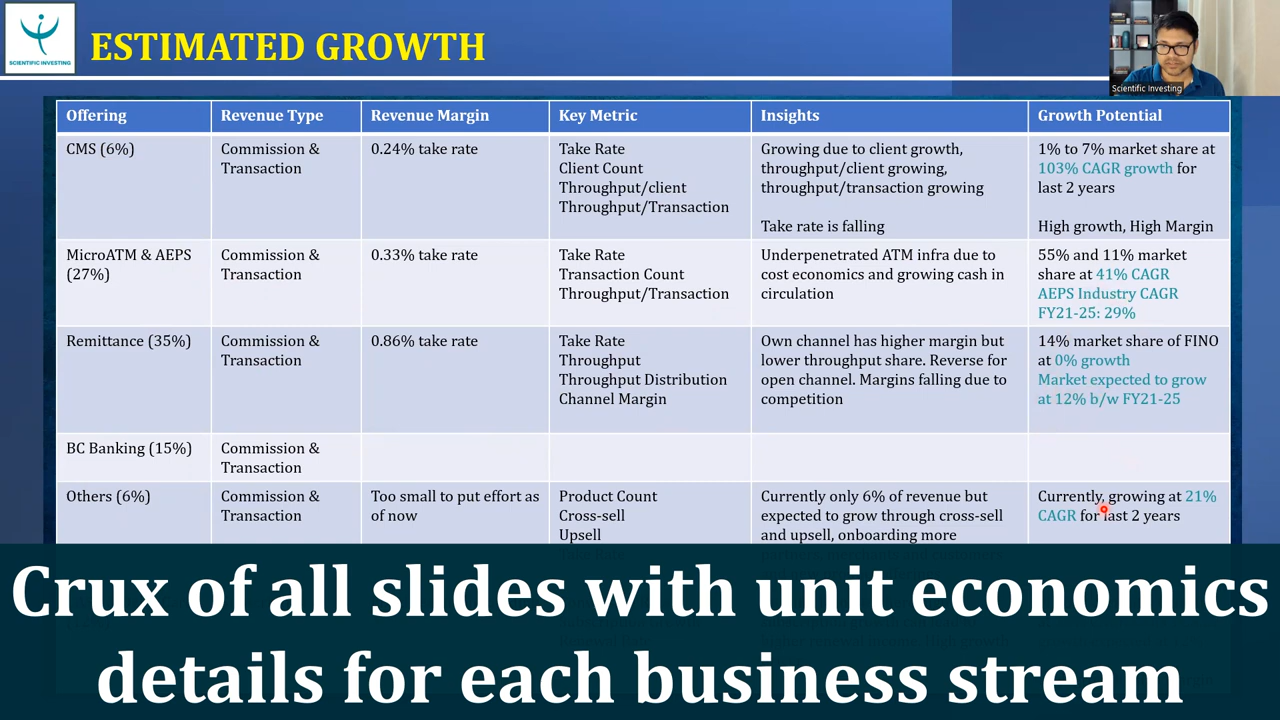 SCIENTIFIC INVESTING
ESTIMATED GROWTH
Scientific Investing
Offering
Revenue Type
Revenue Margin
Key Metric
Insights
Growth Potential
CMS (6%)
Commission &
Transaction
0.24% take rate
Take Rate
Client Count
Throughput/client
Throughput/Transaction
Growing due to client growth,
throughput/client growing,
throughput/transaction growing
Take rate is falling
1% to 7% market share at
103% CAGR growth for
last 2 years
High growth, High Margin
MicroATM & AEPS
(27%)
Commission &
Transaction
0.33% take rate
Take Rate
Transaction Count
Throughput/Transaction
Underpenetrated ATM infra due to
cost economics and growing cash in
circulation
55% and 11% market
share at 41% CAGR
AEPS Industry CAGR
FY21-25: 29%
Remittance (35%)
Commission &
Transaction
0.86% take rate
Take Rate
Throughput
Throughput Distribution
Channel Margin
Own channel has higher margin but
lower throughput share. Reverse for
open channel. Margins falling due to
competition
14% market share of FINO
at 0% growth
Market expected to grow
at 12% b/w FY21-25
BC Banking (15%)
Commission &
Transaction
Others (6%)
Commission &
Transaction
Too small to put effort as
of now
Product Count
Cross-sell
Upsell
Take Rate
Currently only 6% of revenue but
expected to grow through cross-sell
and upsell, onboarding more
partners, merchants and customers
Currently, growing at 21%
CAGR for last 2 years
Crux of all slides with unit economics
details for each business stream